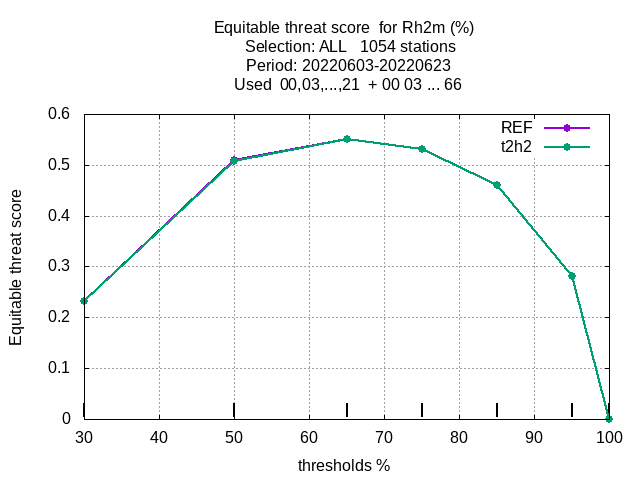 Equitable threat score  for Rh2m (%)
Selection: ALL   1054 stations
Period: 20220603-20220623
Used  00,03,...,21  + 00 03 ... 66
REF
t2h2
Equitable threat score
0.6
0.5
0.4
0.3
0.2
0.1
0
30 40 50 60 70 80 90 100
thresholds %